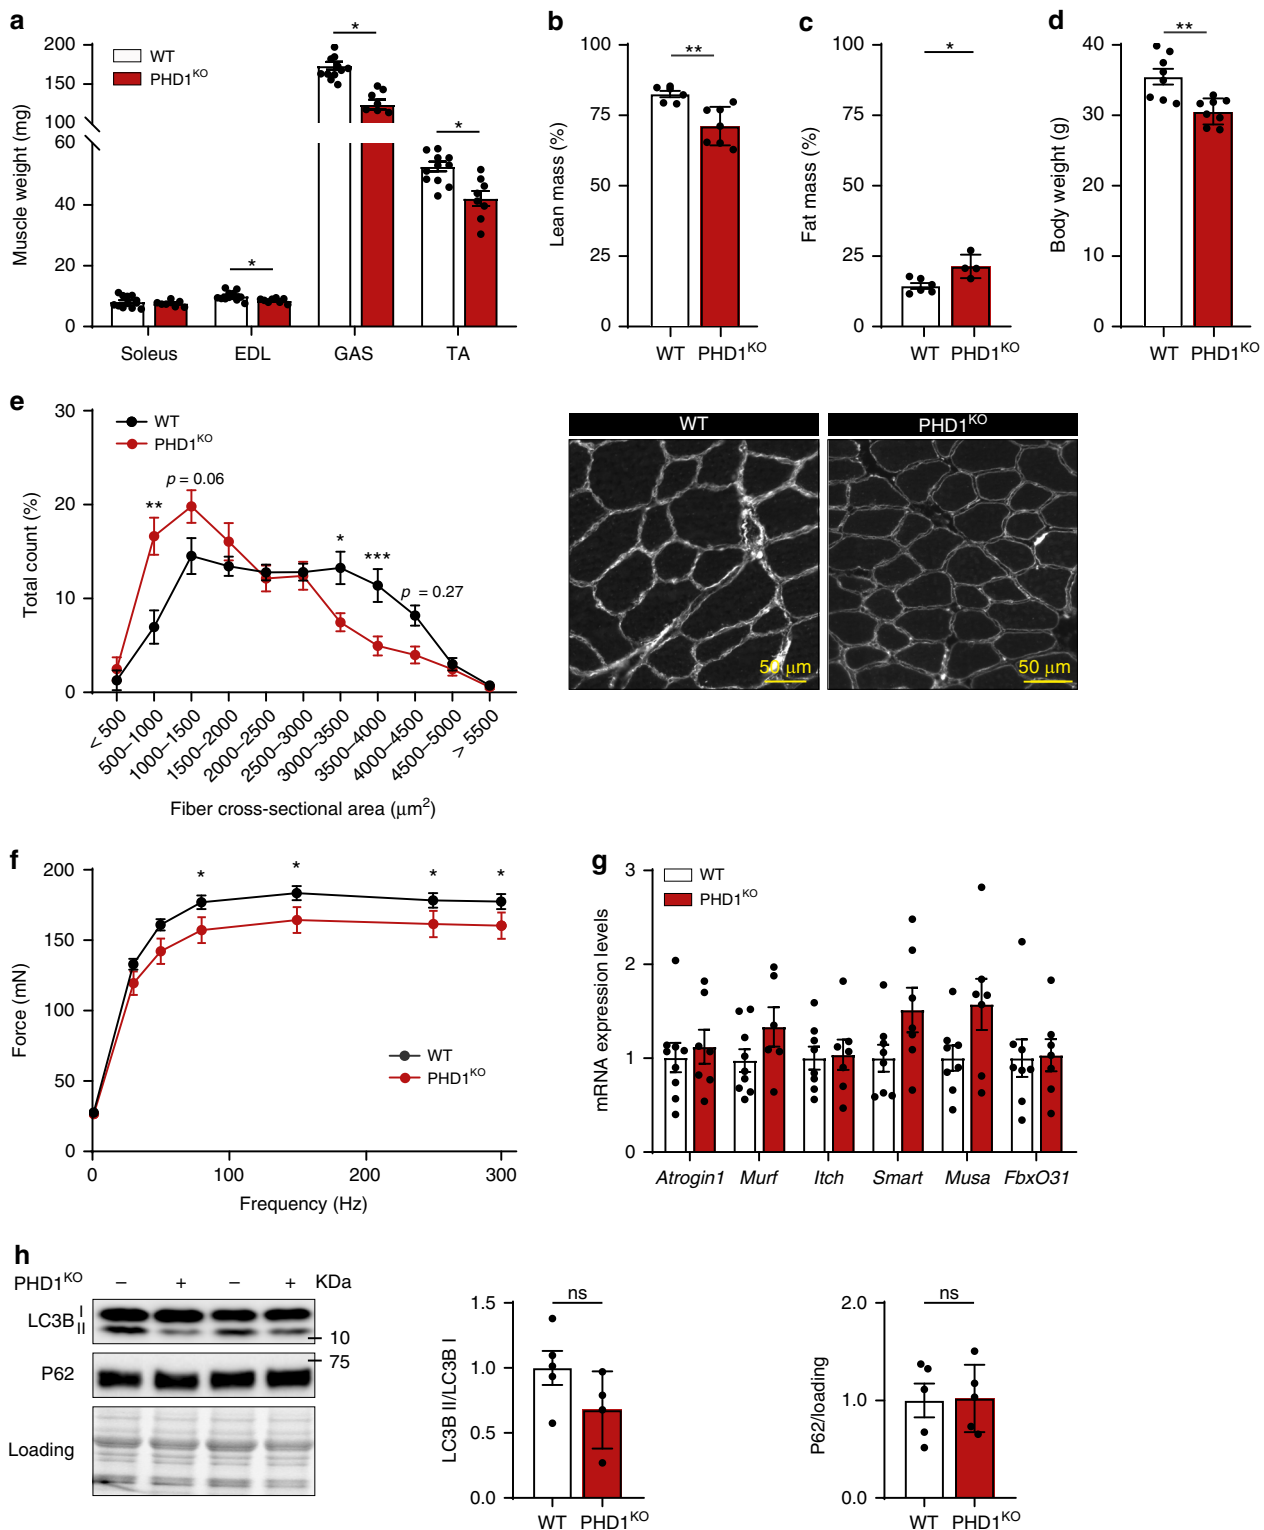 a
Muscle weight (mg)
200
150
100
60
40
20
0
WT
PHD1KO
*
*
*
*
Soleus EDL GAS TA
b
Lean mass (%)
100
75
50
25
0
**
WT PHD1KO
c
Fat mass (%)
100
75
50
25
0
*
WT PHD1KO
d
Body weight (g)
40
30
20
10
0
**
WT PHD1KO
e
Total count (%)
30
20
10
0
WT
PHD1KO
**
p = 0.06
*
***
p = 0.27
< 500
500–1000
1000–1500
1500–2000
2000–2500
2500–3000
3000–3500
3500–4000
4000–4500
4500–5000
> 5500
Fiber cross-sectional area (μm2)
WT
50 μm
PHD1KO
50 μm
f
Force (mN)
200
150
100
50
0
* * * *
WT
PHD1KO
0 100 200 300
Frequency (Hz)
g
mRNA expression levels
3
2
1
0
WT
PHD1KO
Atrogin1 Murf Itch Smart Musa FbxO31
h
PHD1KO – + – + KDa
LC3B I
II
10
75
P62
Loading
LC3B II/LC3B I
1.5
1.0
0.5
0.0
ns
WT PHD1KO
P62/loading
2.0
1.0
0.0
ns
WT PHD1KO